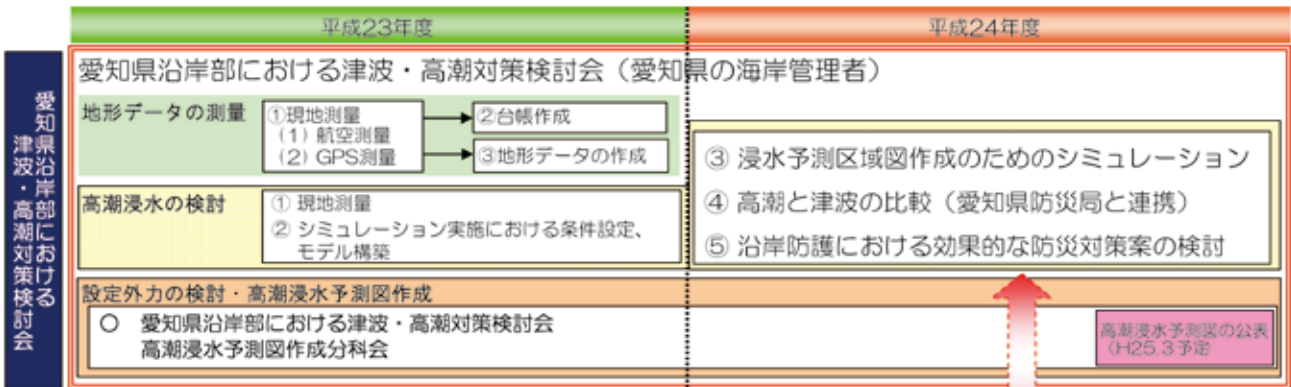 平成23年度
平成24年度
愛知県沿岸部における
津波・高潮対策検討会
愛知県沿岸部における津波・高潮対策検討会（愛知県の海岸管理者）
地形データの測量
①現地測量
（1）航空測量
（2）GPS測量
②台帳作成
③地形データの作成
高潮浸水の検討
① 現地測量
② シミュレーション実施における条件設定、
モデル構築
③ 浸水予測区域図作成のためのシミュレーション
④ 高潮と津波の比較（愛知県防災局と連携）
⑤ 沿岸防護における効果的な防災対策案の検討
設定外力の検討・高潮浸水予測図作成
○ 愛知県沿岸部における津波・高潮対策検討会
高潮浸水予測図作成分科会
高潮浸水予測図の公表
（H25.3予定